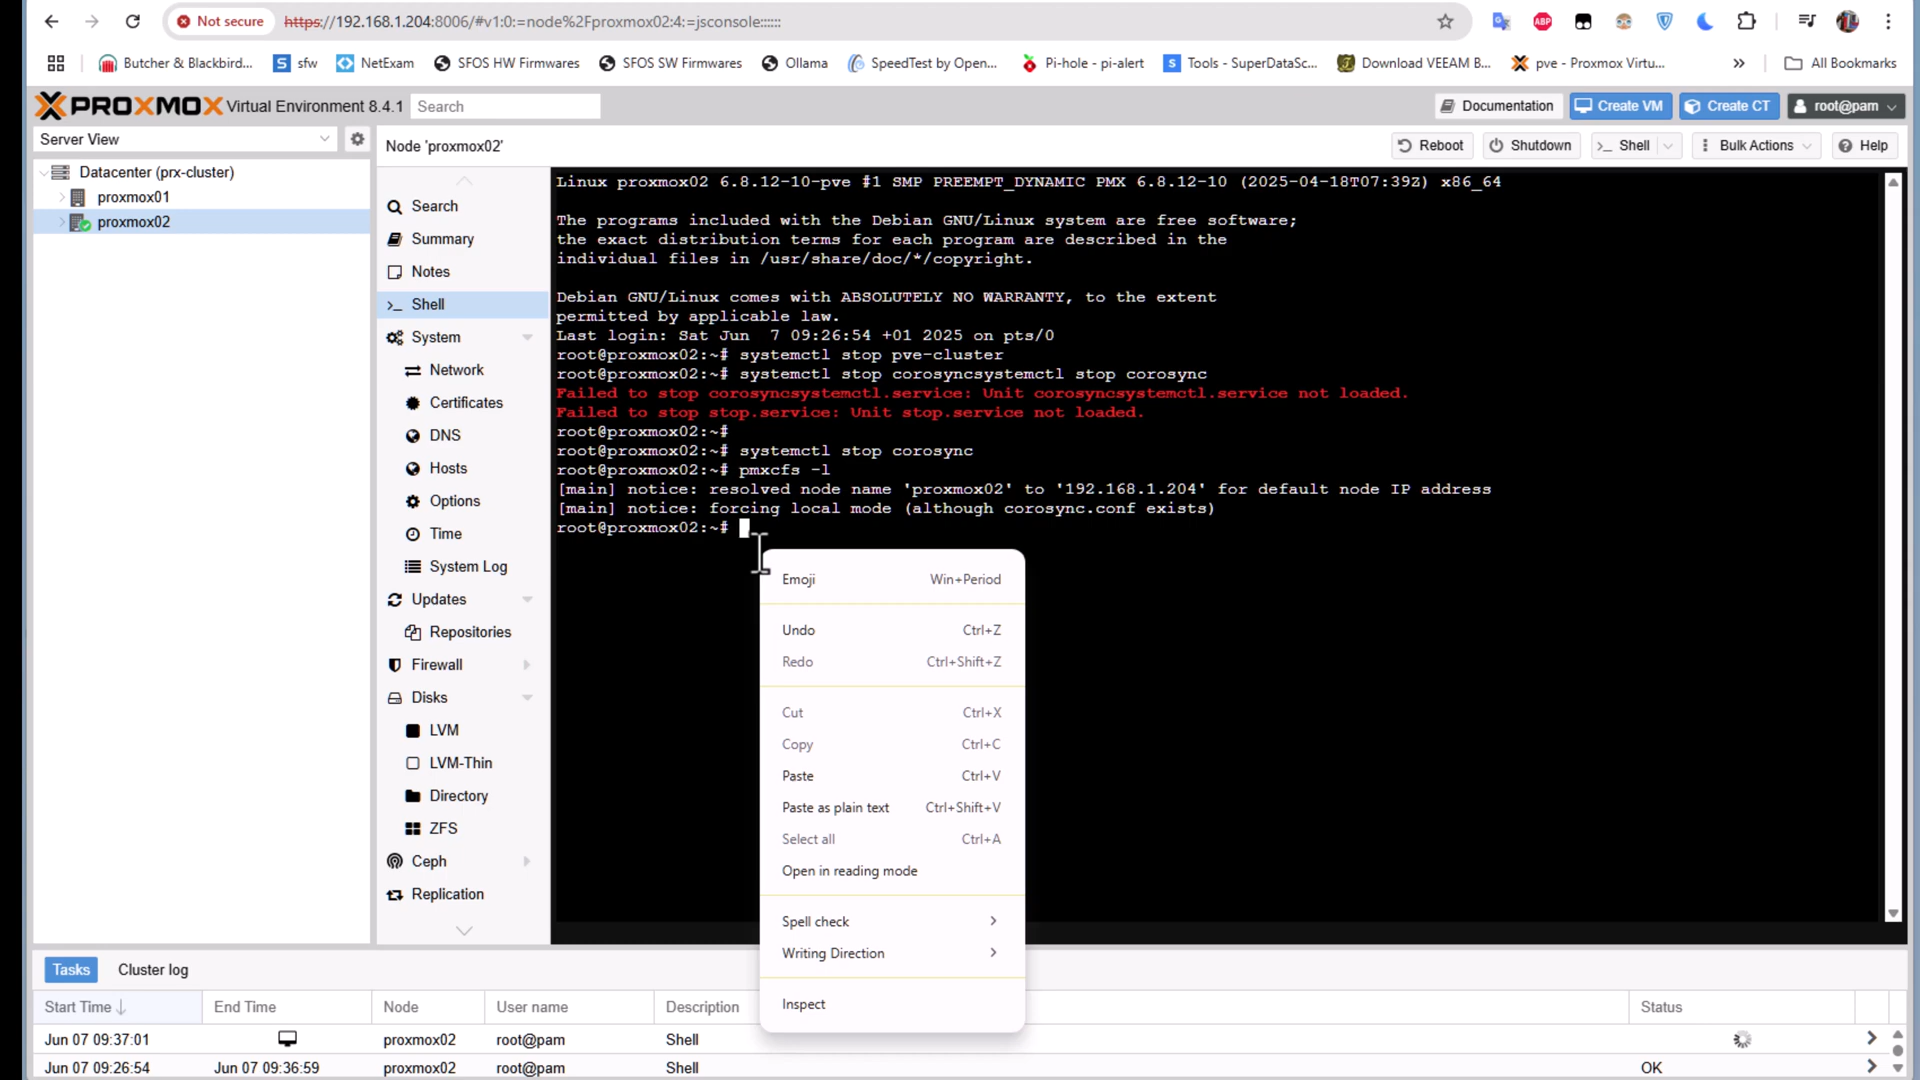 Not secure https://192.168.1.204:8006/#v1:0:=node%2Fproxmox02:4:=jsconsole::::::
ABP
Butcher & Blackbird...
sfw
NetExam
SFOS HW Firmwares
SFOS SW Firmwares
Ollama
SpeedTest by Open...
Pi-hole - pi-alert
Tools - SuperDataSc...
Download VEEAM B...
pve - Proxmox Virtu...
»
All Bookmarks
PROXMOX Virtual Environment 8.4.1 Search
Documentation
Create VM
Create CT
root@pam
Server View
Node 'proxmox02'
Reboot
Shutdown
Shell
Bulk Actions
Help
Datacenter (prx-cluster)
proxmox01
proxmox02
Search
Summary
Notes
Shell
System
Network
Certificates
DNS
Hosts
Options
Time
System Log
Updates
Repositories
Firewall
Disks
LVM
LVM-Thin
Directory
ZFS
Ceph
Replication
Linux proxmox02 6.8.12-10-pve #1 SMP PREEMPT_DYNAMIC PMX 6.8.12-10 (2025-04-18T07:39Z) x86_64
The programs included with the Debian GNU/Linux system are free software;
the exact distribution terms for each program are described in the
individual files in /usr/share/doc/*/copyright.
Debian GNU/Linux comes with ABSOLUTELY NO WARRANTY, to the extent
permitted by applicable law.
Last login: Sat Jun  7 09:26:54 +01 2025 on pts/0
root@proxmox02:~# systemctl stop pve-cluster
root@proxmox02:~# systemctl stop corosyncsystemctl stop corosync
Failed to stop corosyncsystemctl.service: Unit corosyncsystemctl.service not loaded.
Failed to stop stop.service: Unit stop.service not loaded.
root@proxmox02:~#
root@proxmox02:~# systemctl stop corosync
root@proxmox02:~# pmxcfs -l
[main] notice: resolved node name 'proxmox02' to '192.168.1.204' for default node IP address
[main] notice: forcing local mode (although corosync.conf exists)
root@proxmox02:~#
Emoji Win+Period
Undo Ctrl+Z
Redo Ctrl+Shift+Z
Cut Ctrl+X
Copy Ctrl+C
Paste Ctrl+V
Paste as plain text Ctrl+Shift+V
Select all Ctrl+A
Open in reading mode
Spell check
Writing Direction
Inspect
Tasks Cluster log
Start Time End Time Node User name Description Status
Jun 07 09:37:01 proxmox02 root@pam Shell
Jun 07 09:26:54 Jun 07 09:36:59 proxmox02 root@pam Shell OK